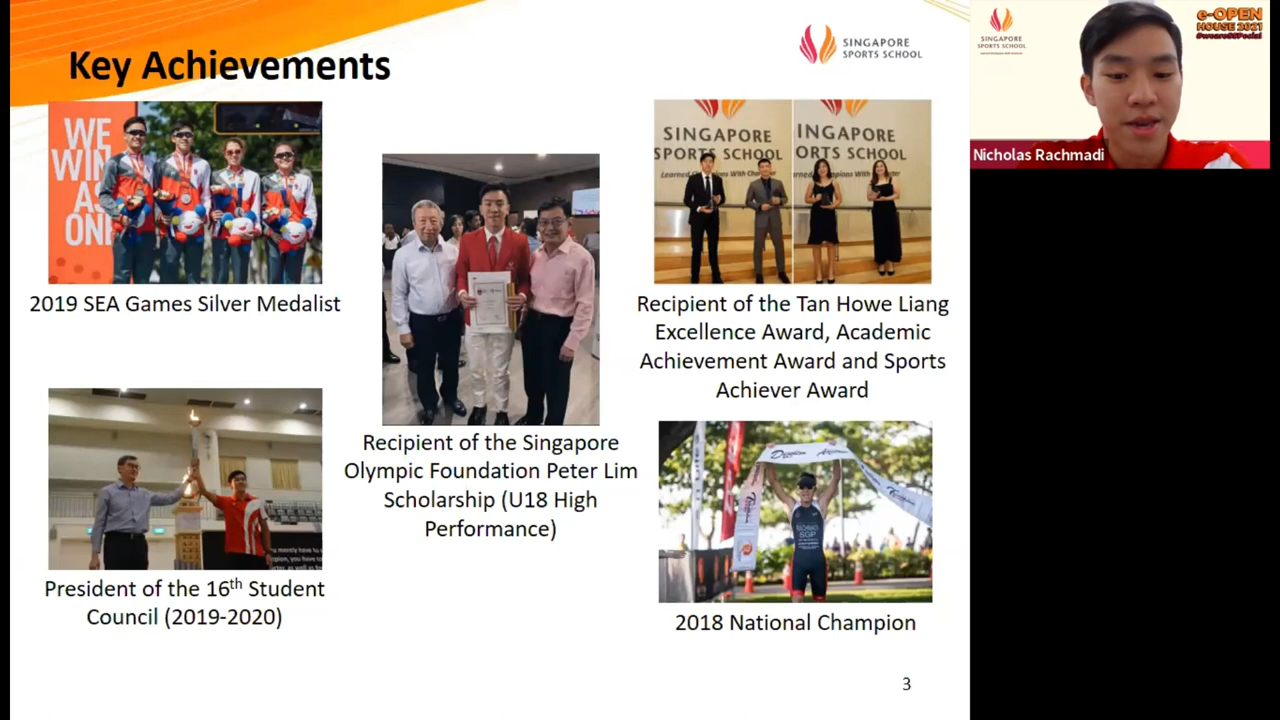 Key Achievements
SINGAPORE
SPORTS SCHOOL
WE
WIN
AS
ONE
2019 SEA Games Silver Medalist
Recipient of the Singapore
Olympic Foundation Peter Lim
Scholarship (U18 High
Performance)
SINGAPORE
SPORTS SCHOOL
INGAPORE
ORTS SCHOOL
Recipient of the Tan Howe Liang
Excellence Award, Academic
Achievement Award and Sports
Achiever Award
President of the 16th Student
Council (2019-2020)
SGP
2018 National Champion
3
SINGAPORE
SPORTS SCHOOL
e-OPEN
HOUSE 2021
Nicholas Rachmadi